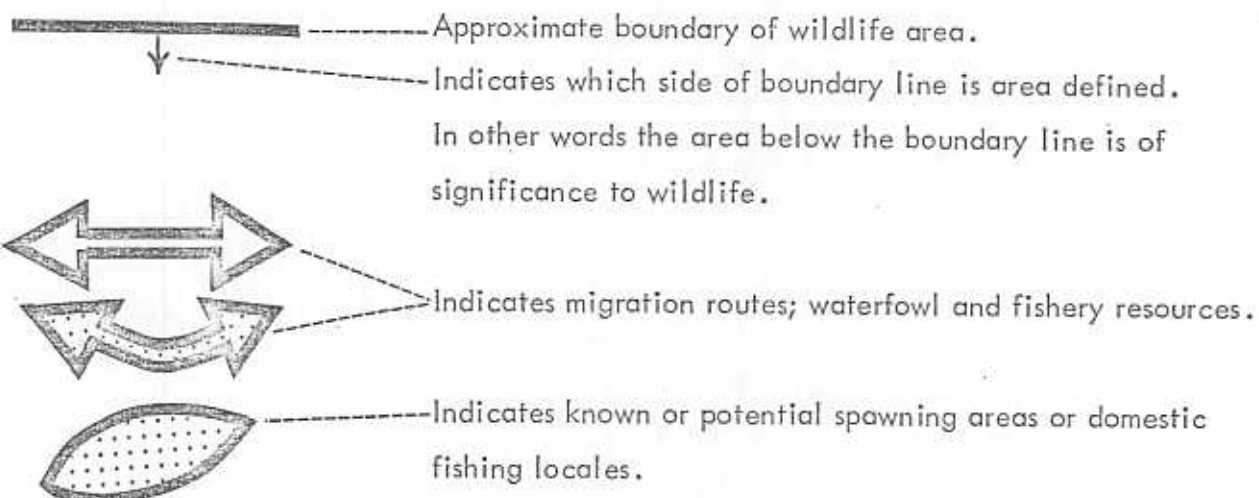 Approximate boundary of wildlife area.
Indicates which side of boundary line is area defined.
In other words the area below the boundary line is of
significance to wildlife.
Indicates migration routes; waterfowl and fishery resources.
Indicates known or potential spawning areas or domestic
fishing locales.